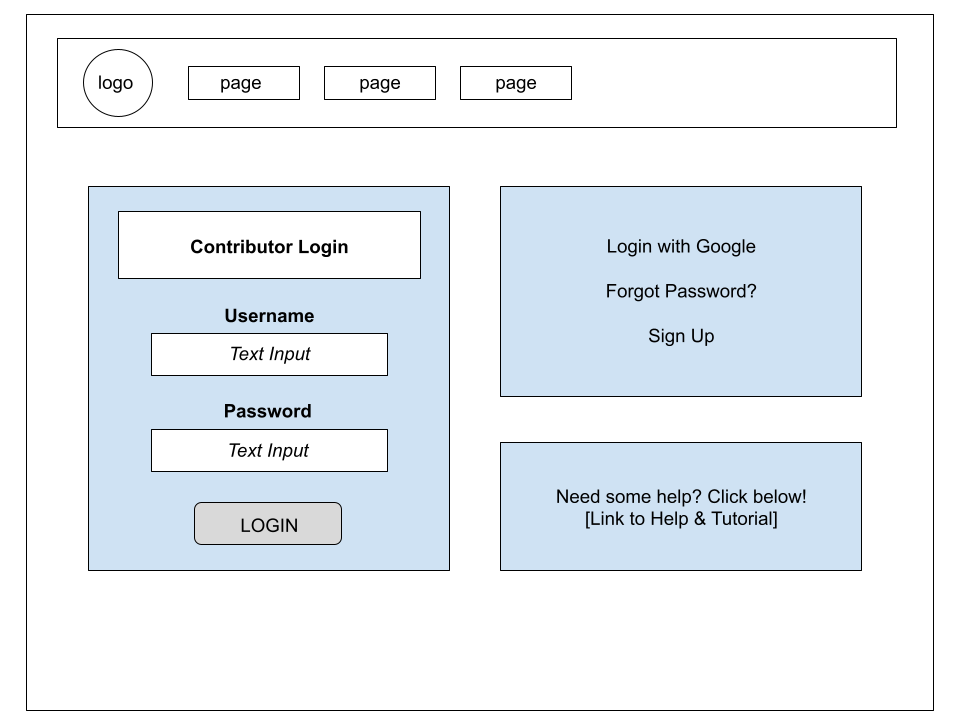 logo
page
page
page
Contributor Login
Username
Text Input
Password
Text Input
LOGIN
Login with Google
Forgot Password?
Sign Up
Need some help? Click below!
[Link to Help & Tutorial]